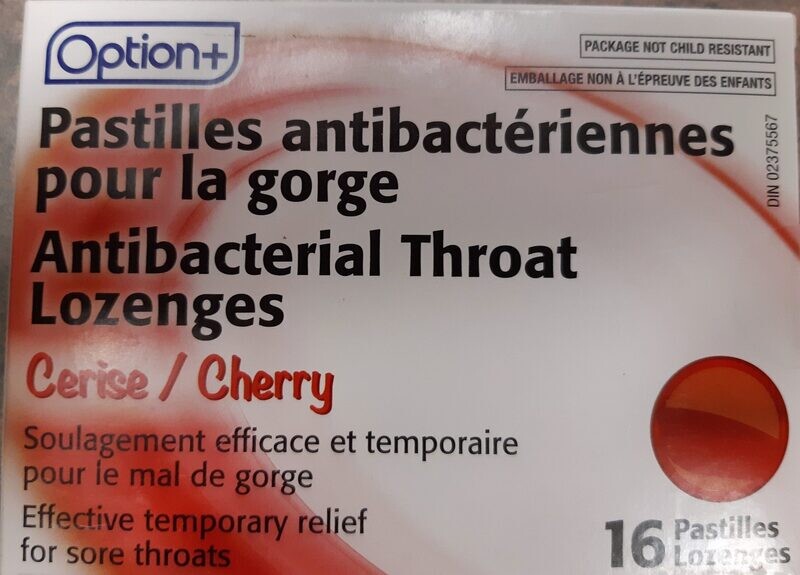 Option+
PACKAGE NOT CHILD RESISTANT
EMBALLAGE NON À L'ÉPREUVE DES ENFANTS
Pastilles antibactériennes
pour la gorge
DIN 02375567
Antibacterial Throat
Lozenges
Cerise / Cherry
Soulagement efficace et temporaire
pour le mal de gorge
Effective temporary relief
for sore throats
16 Pastilles
Lozenges